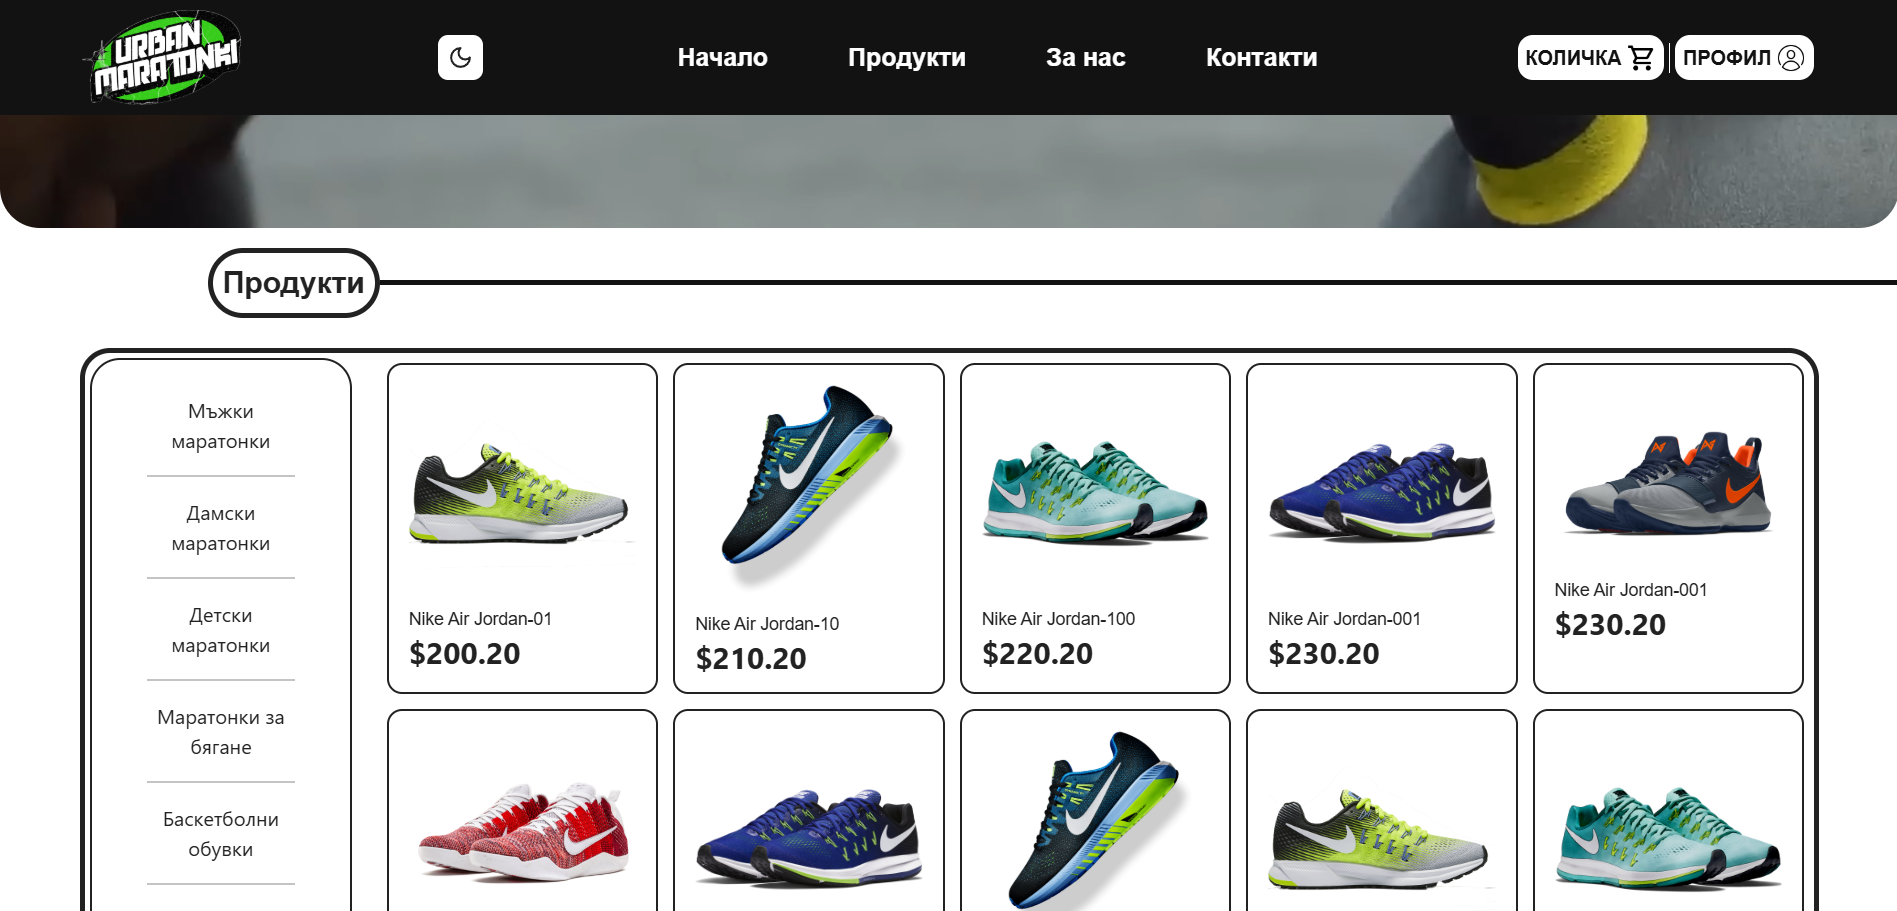 URBAN
MARATONKI
Начало
Продукти
За нас
Контакти
КОЛИЧКА
ПРОФИЛ
Продукти
Мъжки
маратонки
Дамски
маратонки
Детски
маратонки
Маратонки за
бягане
Баскетболни
обувки
Nike Air Jordan-01
$200.20
Nike Air Jordan-10
$210.20
Nike Air Jordan-100
$220.20
Nike Air Jordan-001
$230.20
Nike Air Jordan-001
$230.20